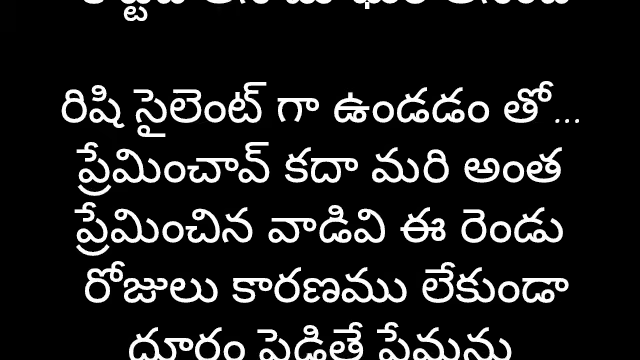 రిషి సైలెంట్ గా ఉండడం తో...
ప్రేమించావ్ కదా మరి అంత
ప్రేమించిన వాడివి ఈ రెండు
రోజులు కారణము లేకుండా
దూరం పెడితే ప్రేమను